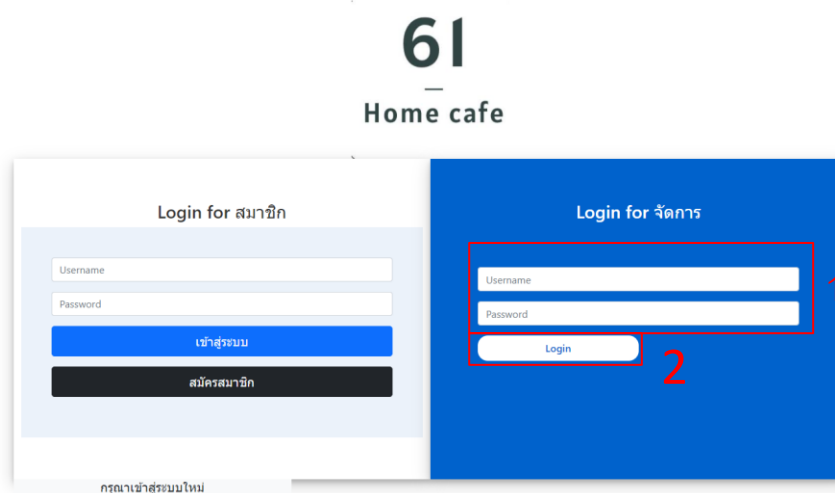 61
Home cafe
Login for สมาชิก
Username
Password
เข้าสู่ระบบ
สมัครสมาชิก
Login for จัดการ
Username
Password
Login
2
กรุณาเข้าสู่ระบบใหม่